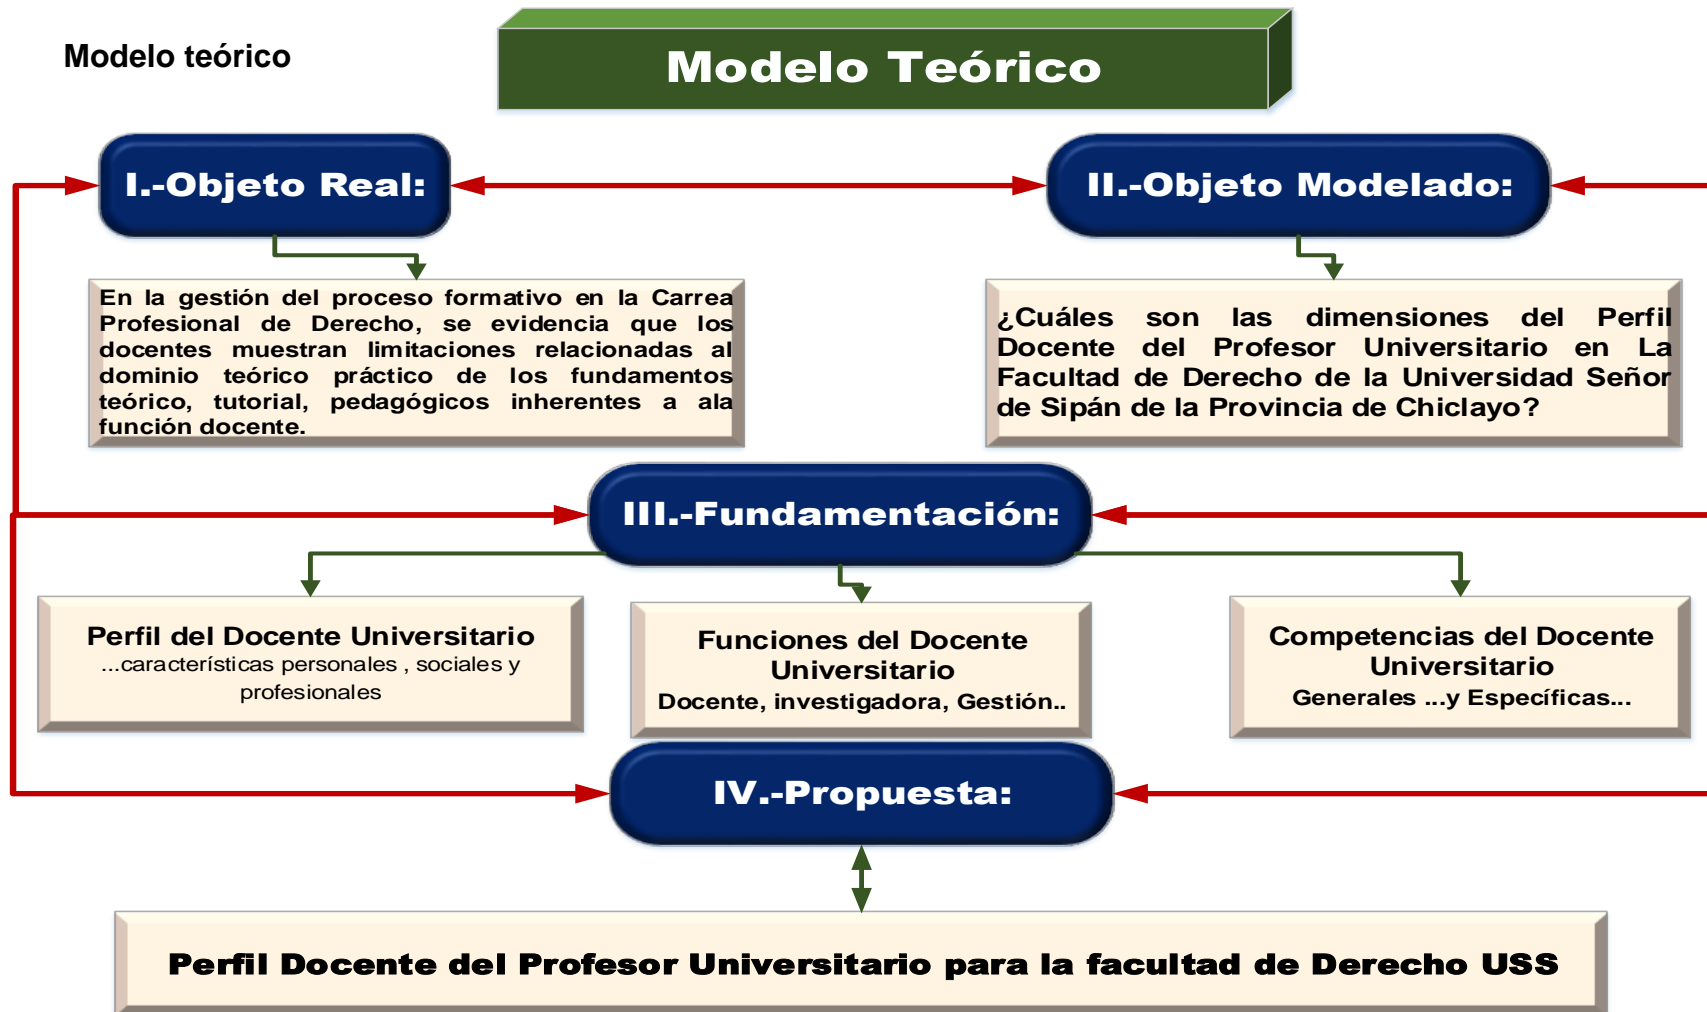 Modelo teórico
Modelo Teórico
I.-Objeto Real:
II.-Objeto Modelado:
En la gestión del proceso formativo en la Carrea
Profesional de Derecho, se evidencia que los
docentes muestran limitaciones relacionadas al
dominio teórico práctico de los fundamentos
teórico, tutorial, pedagógicos inherentes a ala
función docente.
¿Cuáles son las dimensiones del Perfil
Docente del Profesor Universitario en La
Facultad de Derecho de la Universidad Señor
de Sipán de la Provincia de Chiclayo?
III.-Fundamentación:
Perfil del Docente Universitario
...características personales , sociales y
profesionales
Funciones del Docente
Universitario
Docente, investigadora, Gestión..
Competencias del Docente
Universitario
Generales ...y Específicas...
IV.-Propuesta:
Perfil Docente del Profesor Universitario para la facultad de Derecho USS